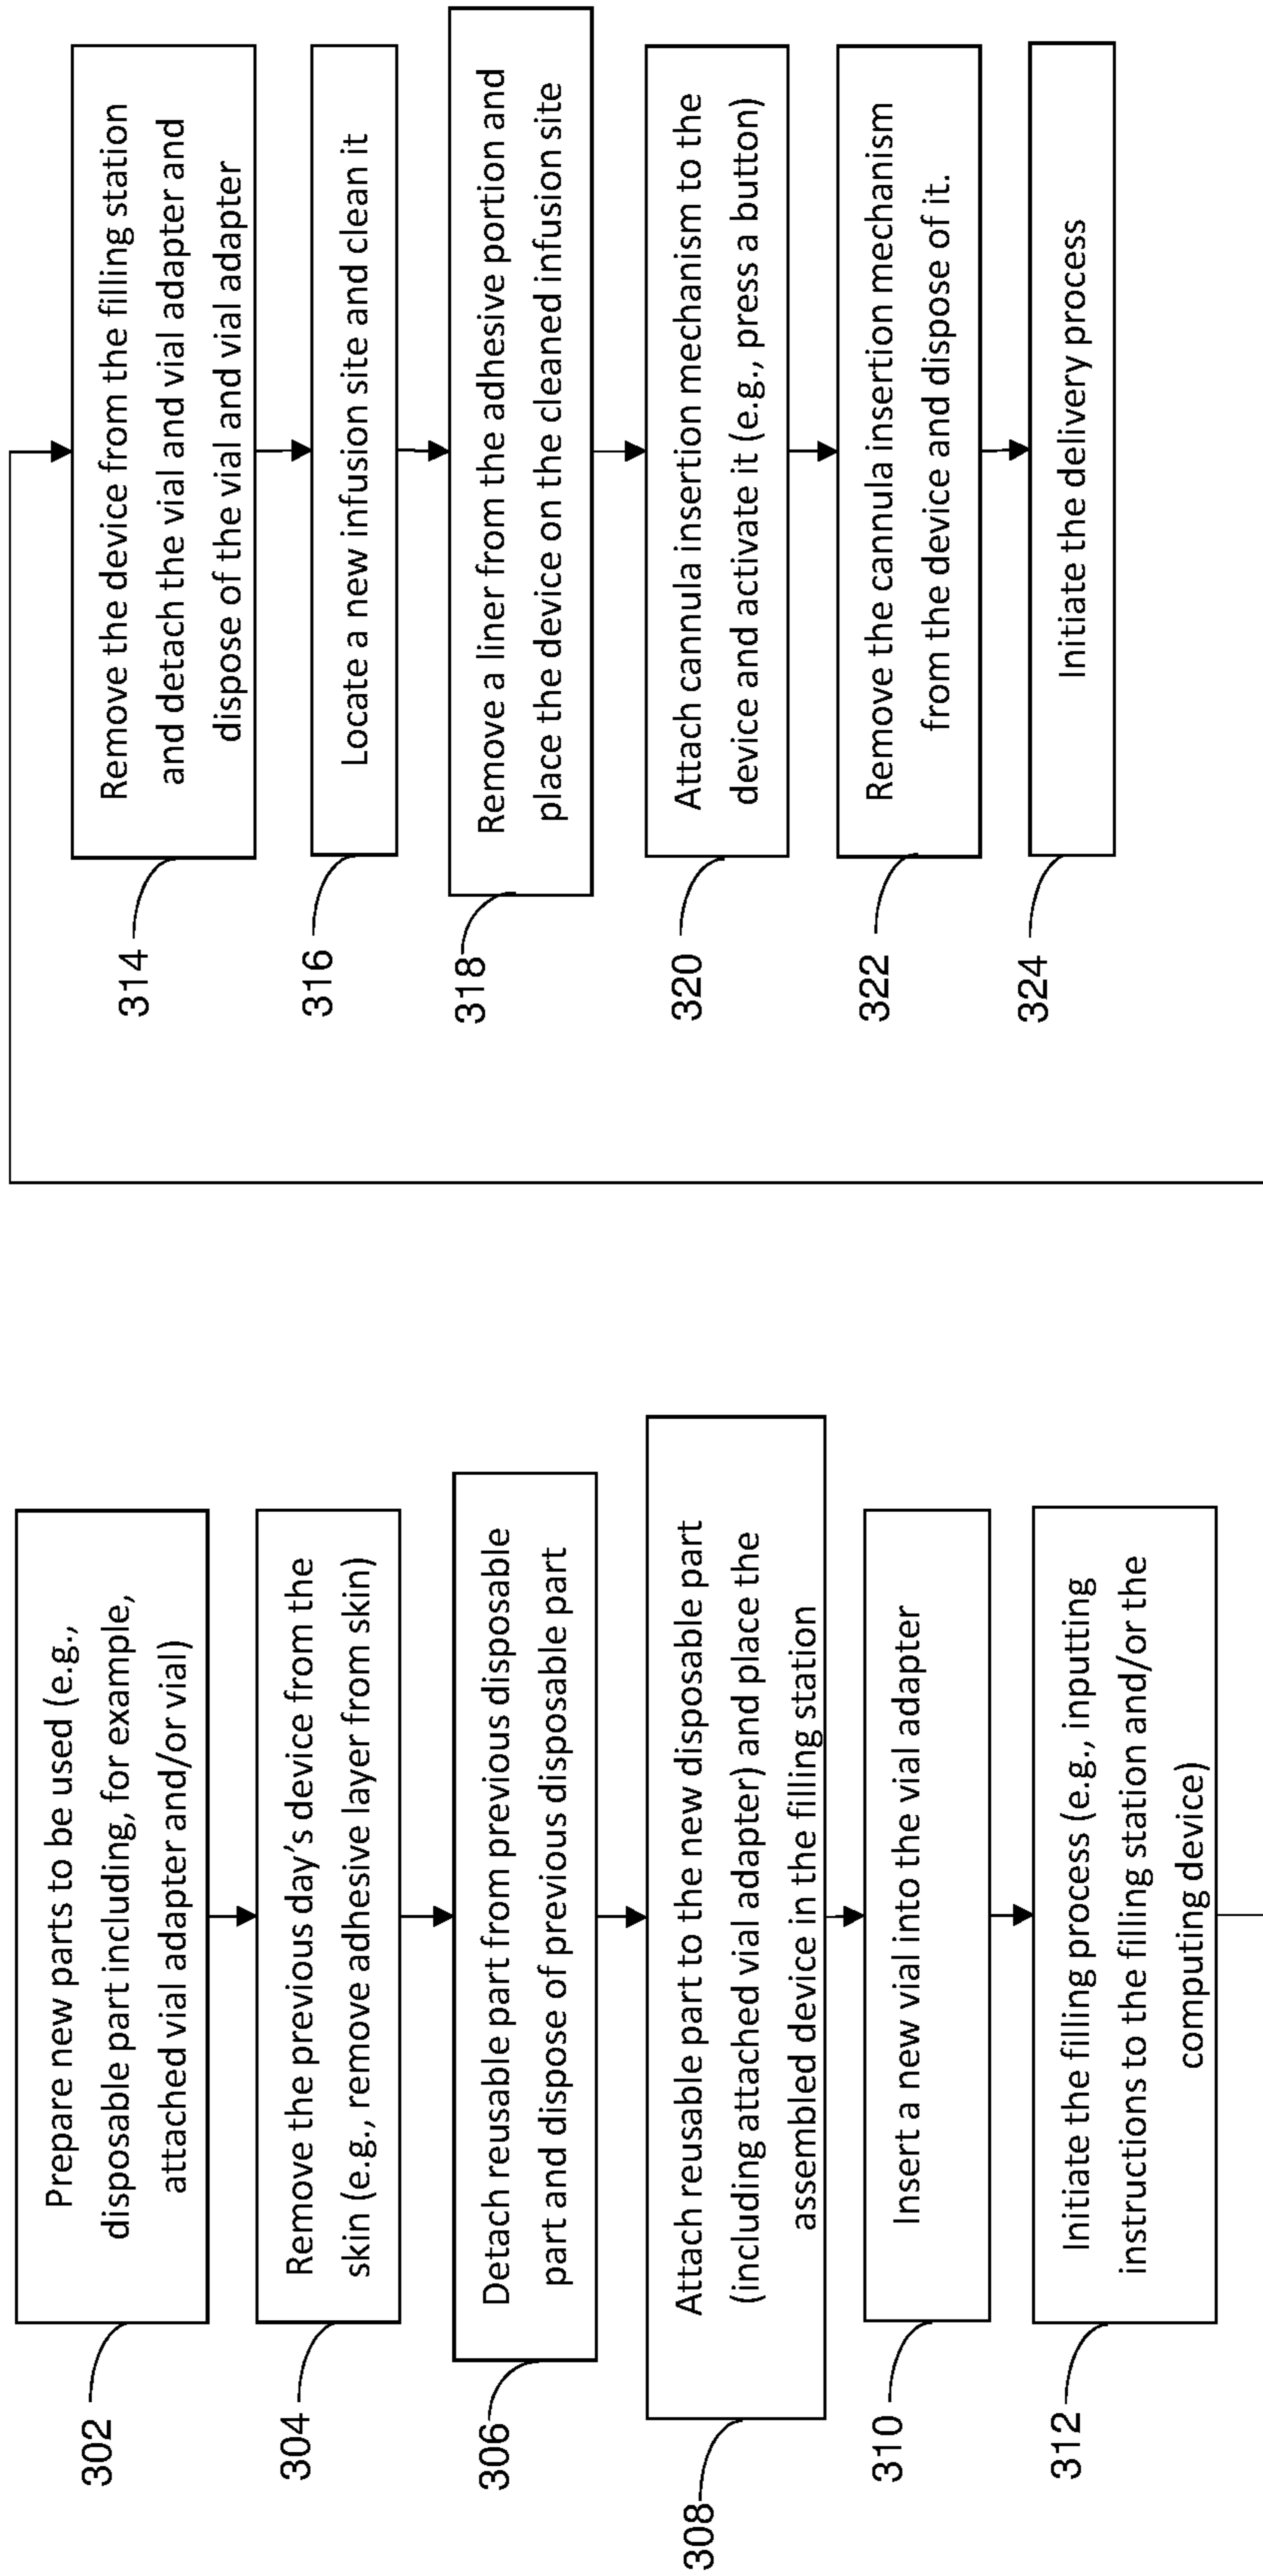 302
Prepare new parts to be used (e.g.,
disposable part including, for example,
attached vial adapter and/or vial)
304
Remove the previous day’s device from the
skin (e.g., remove adhesive layer from skin)
306
Detach reusable part from previous disposable
part and dispose of previous disposable part
308
Attach reusable part to the new disposable part
(including attached vial adapter) and place the
assembled device in the filling station
310
Insert a new vial into the vial adapter
312
Initiate the filling process (e.g., inputting
instructions to the filling station and/or the
computing device)
314
Remove the device from the filling station
and detach the vial and vial adapter and
dispose of the vial and vial adapter
316
Locate a new infusion site and clean it
318
Remove a liner from the adhesive portion and
place the device on the cleaned infusion site
320
Attach cannula insertion mechanism to the
device and activate it (e.g., press a button)
322
Remove the cannula insertion mechanism
from the device and dispose of it.
324
Initiate the delivery process